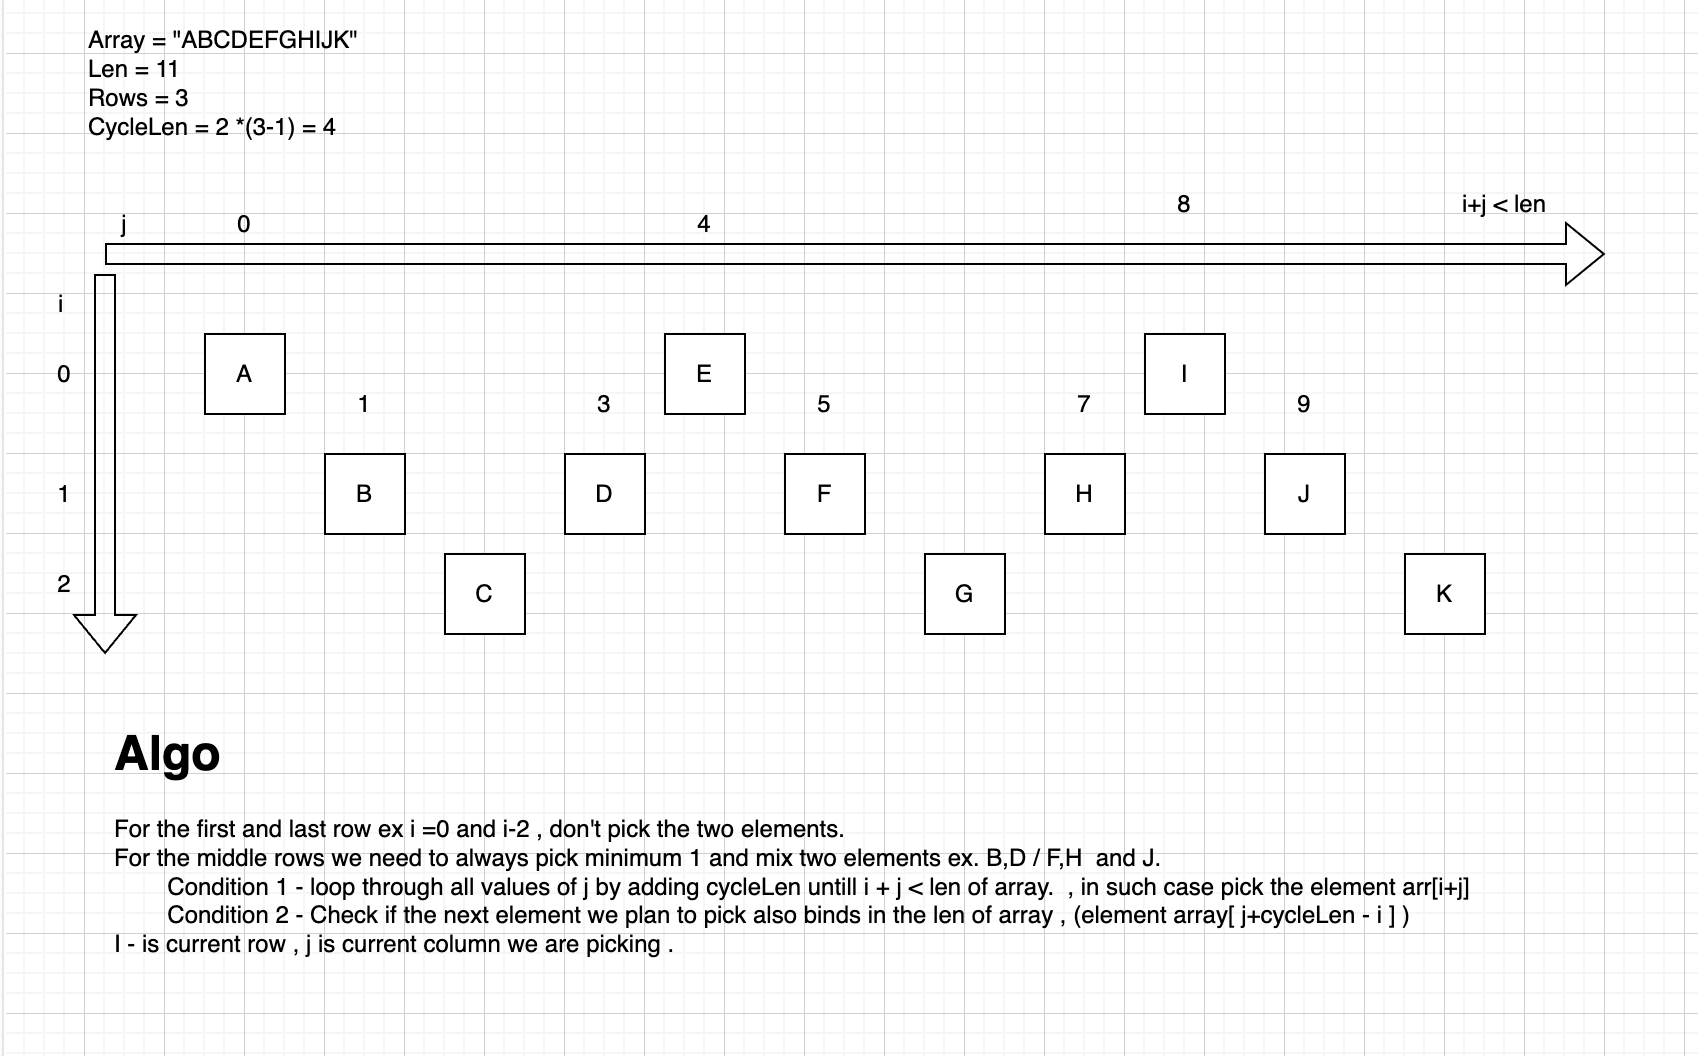 Array = "ABCDEFGHIJK"
Len = 11
Rows = 3
CycleLen = 2 *(3-1) = 4
8 i+j < len
j 0 4
i
0 A E I
1 3 5 7 9
1 B D F H J
2 C G K
Algo
For the first and last row ex i =0 and i-2 , don't pick the two elements.
For the middle rows we need to always pick minimum 1 and mix two elements ex. B,D / F,H  and J.
Condition 1 - loop through all values of j by adding cycleLen untill i + j < len of array.  , in such case pick the element arr[i+j]
Condition 2 - Check if the next element we plan to pick also binds in the len of array , (element array[ j+cycleLen - i ] )
I - is current row , j is current column we are picking .